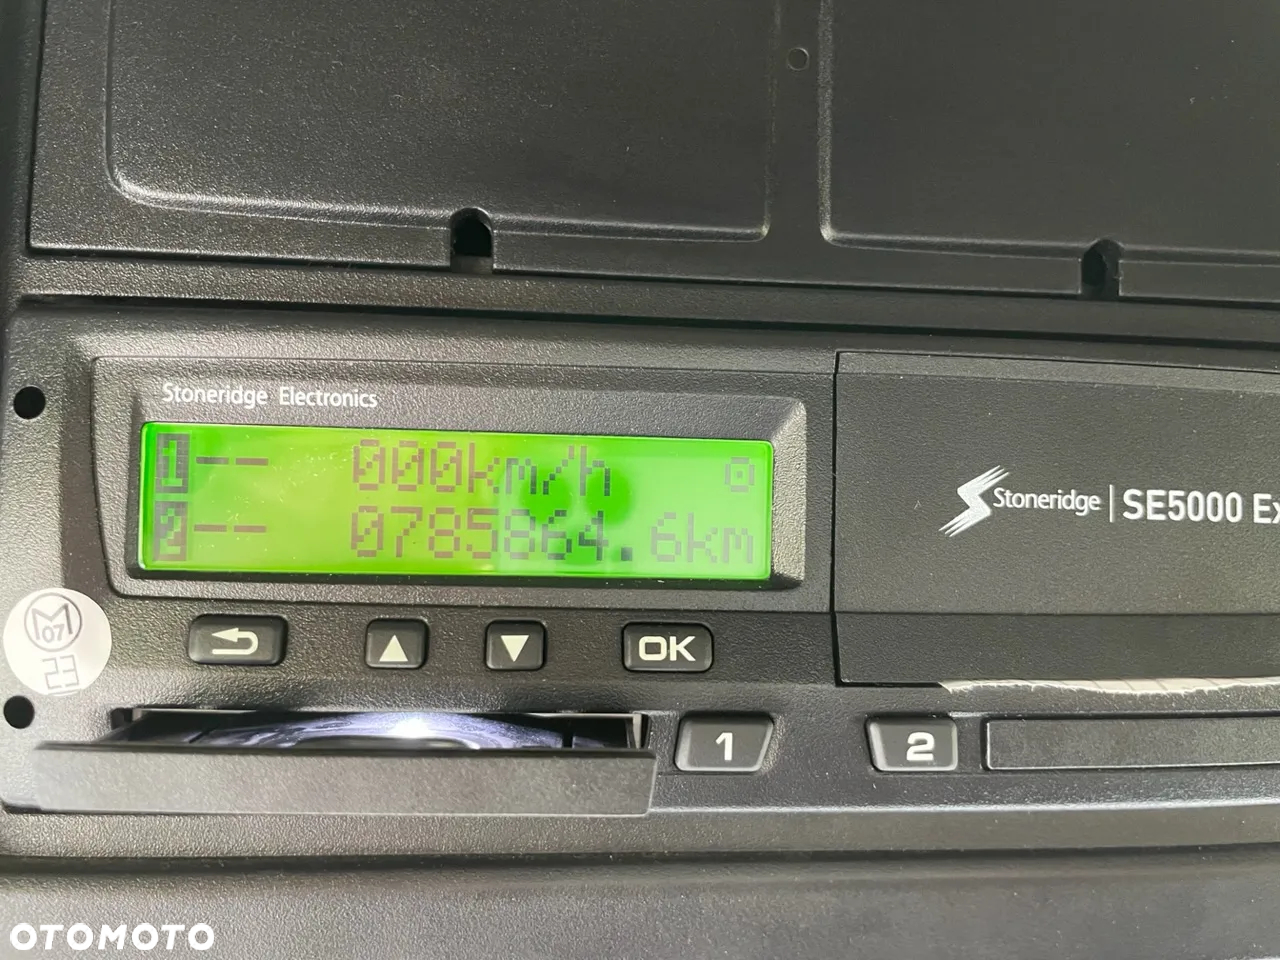 Stoneridge Electronics
1 -- 000km/h
2 -- 0785864.6km
Stoneridge | SE5000 Ex
M
07
23
OK
1
2
OTOMOTO